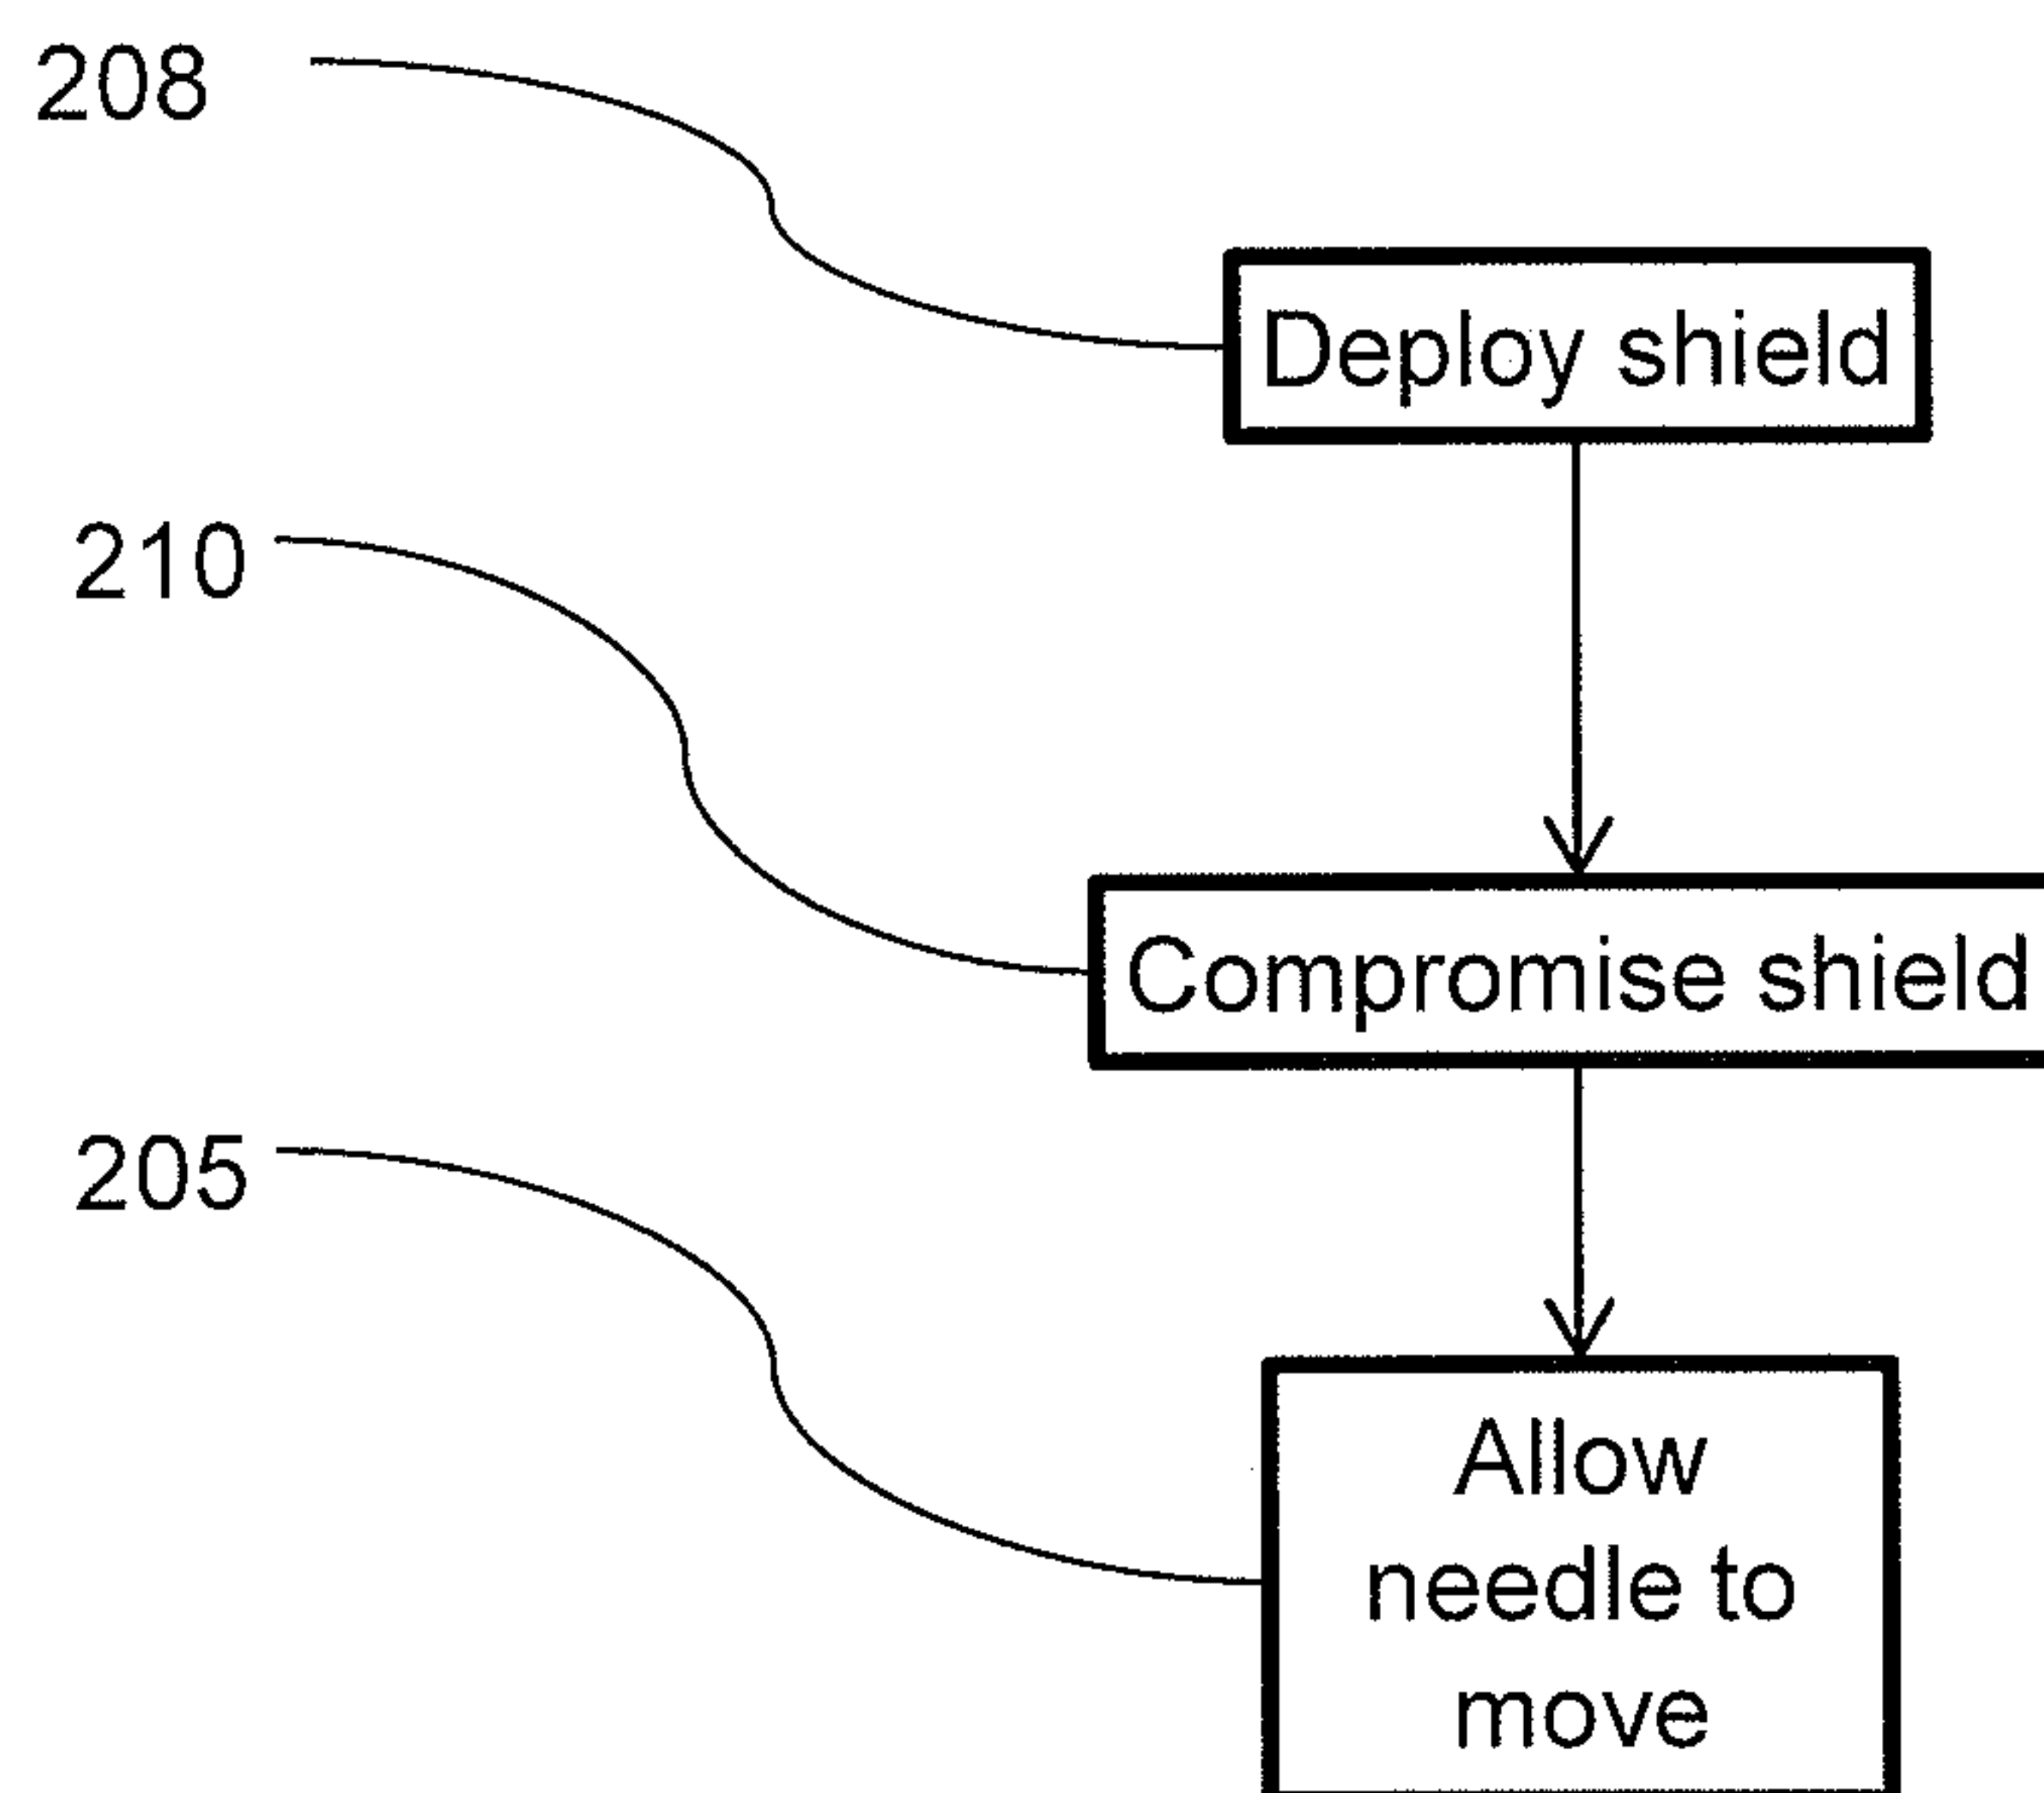 208
Deploy shield
210
Compromise shield
205
Allow
needle to
move